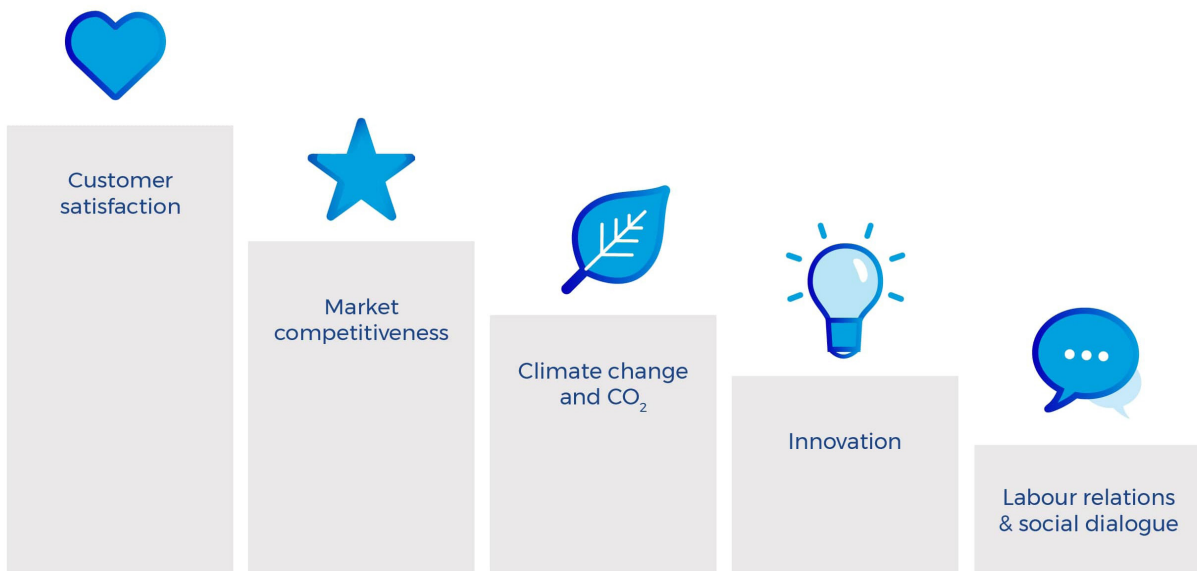 Customer
satisfaction
Market
competitiveness
Climate change
and CO₂
Innovation
Labour relations
& social dialogue